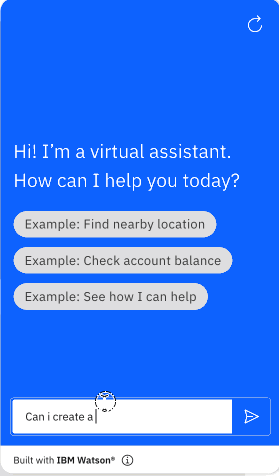 Hi! I'm a virtual assistant.
How can I help you today?
Example: Find nearby location
Example: Check account balance
Example: See how I can help
Can i create a
Built with IBM Watson®